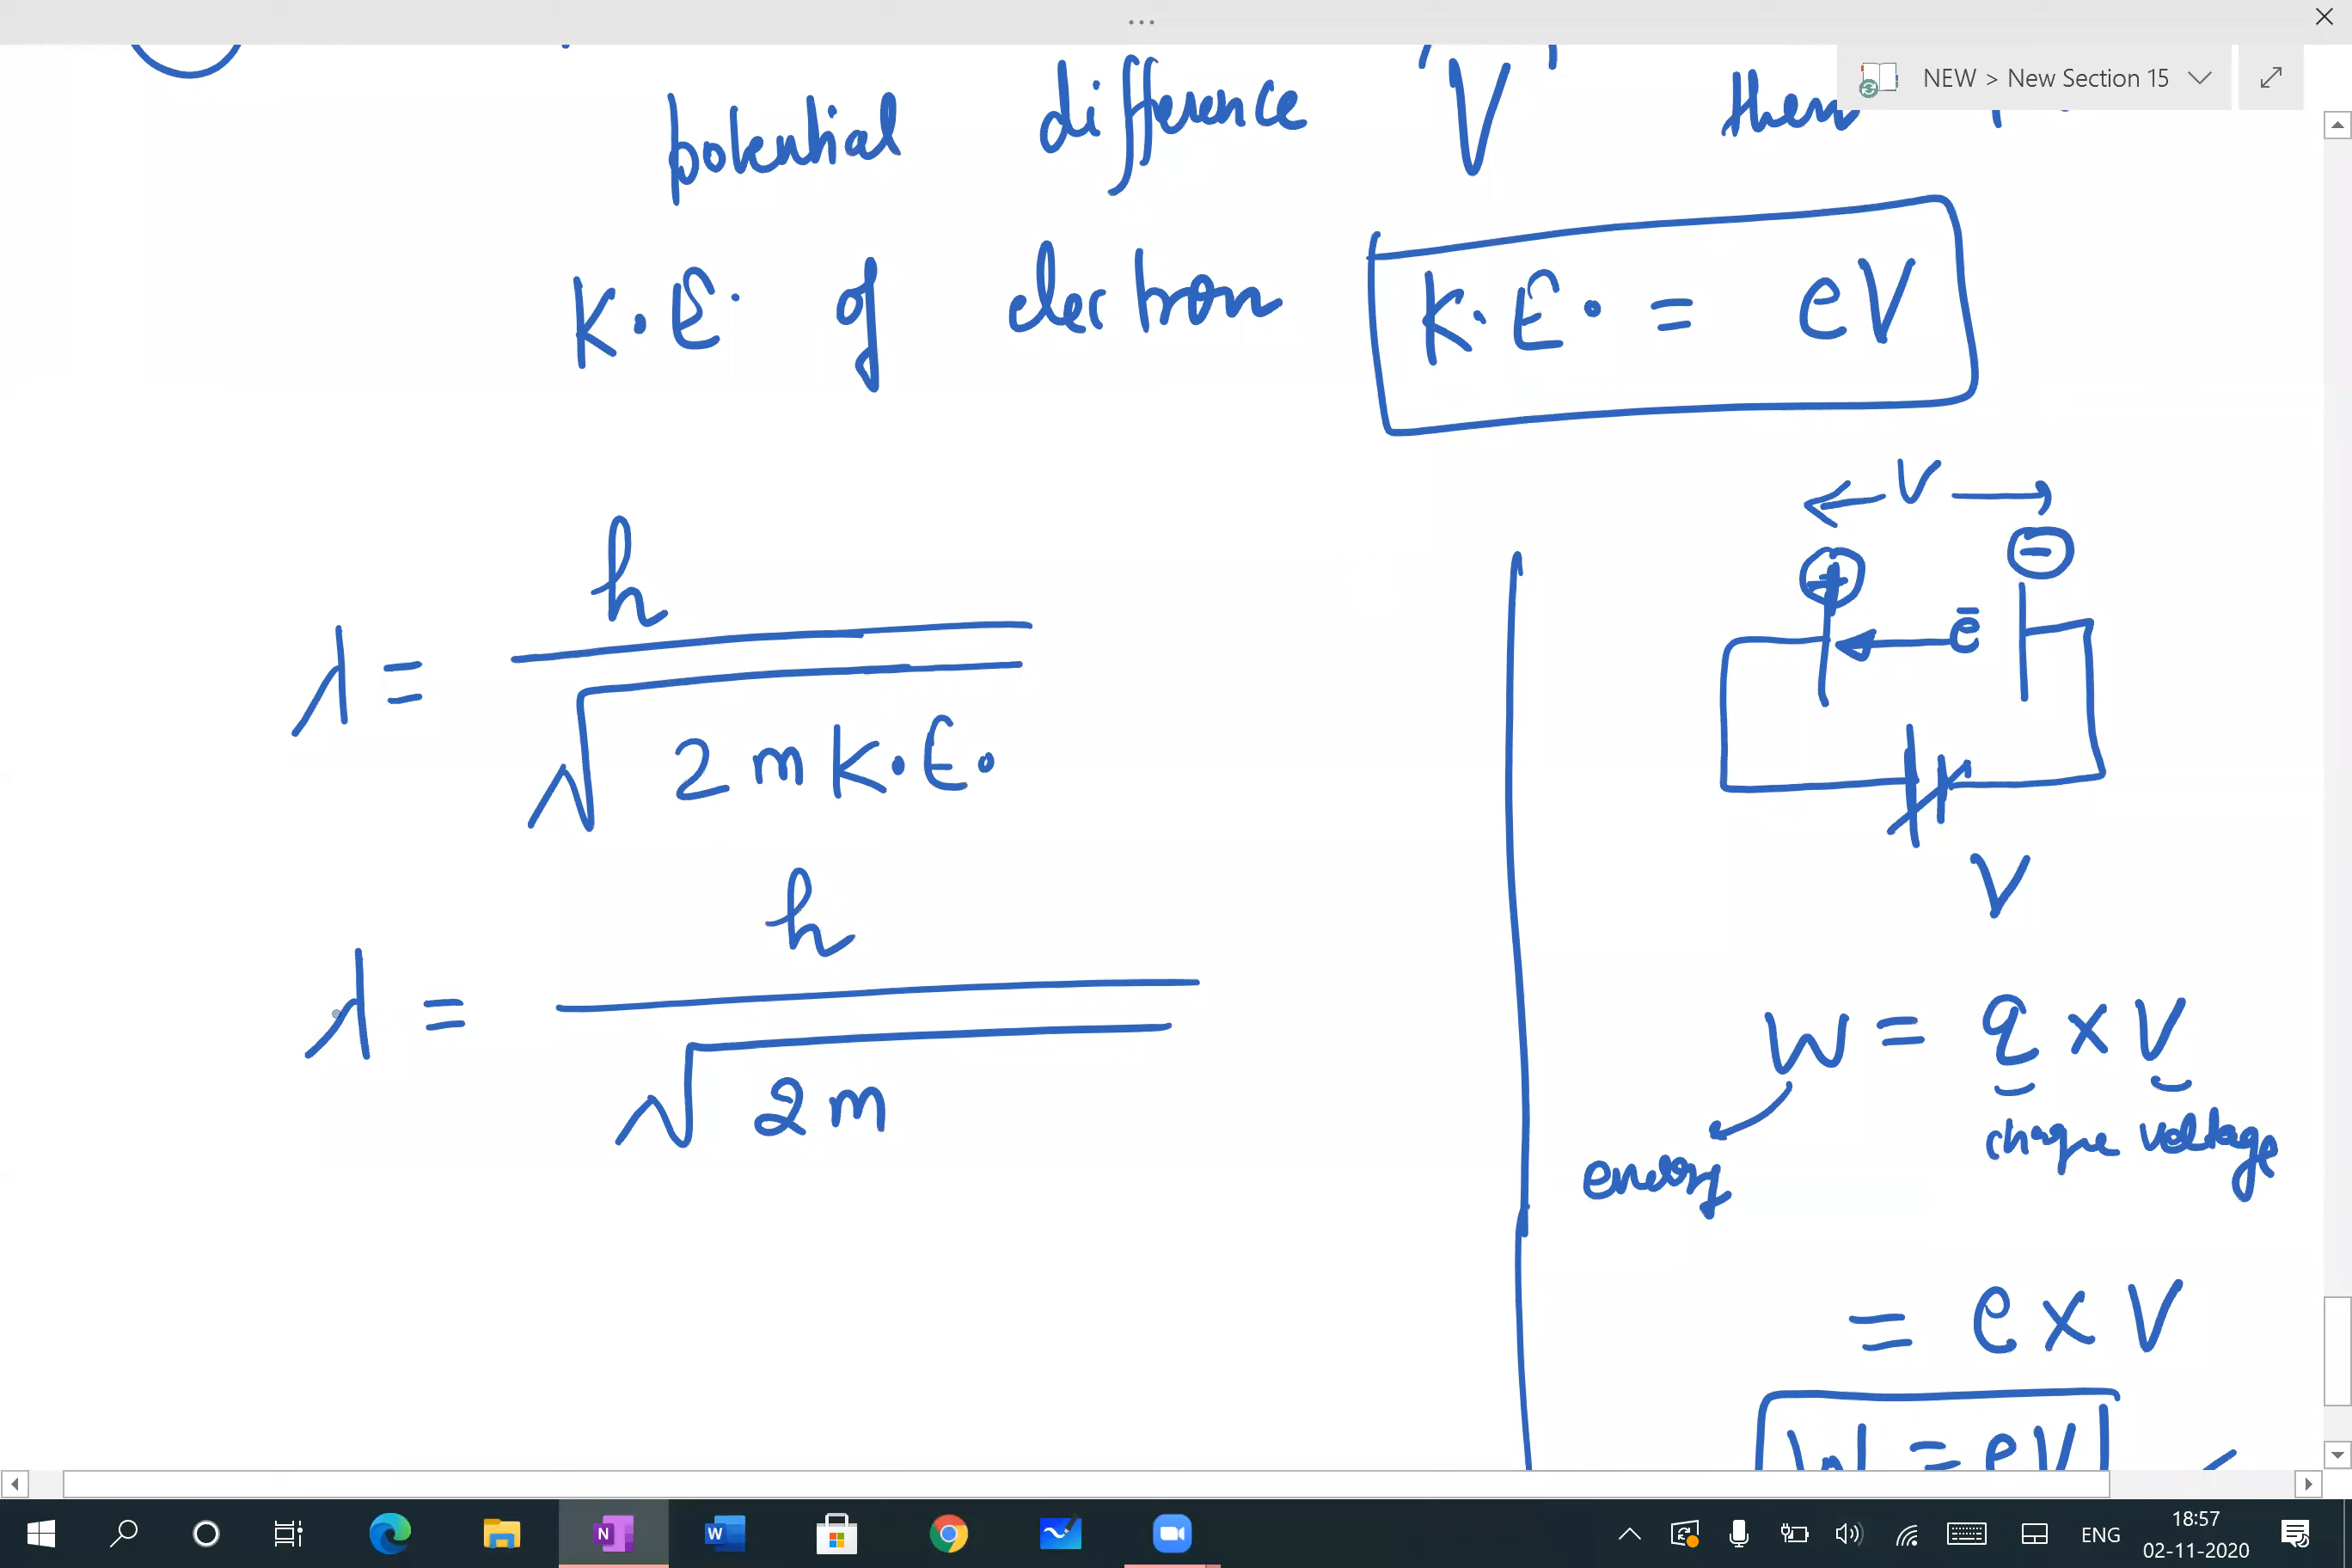 ...
NEW > New Section 15
potential difference 'V' then
K.E. of electron K.E. = eV
λ = h / √2mK.E.
λ = h / √2m
V
+ -
ē
V
W = q x V
charge voltage
energy
= e x V
W = eV
N
W
ENG
18:57
02-11-2020